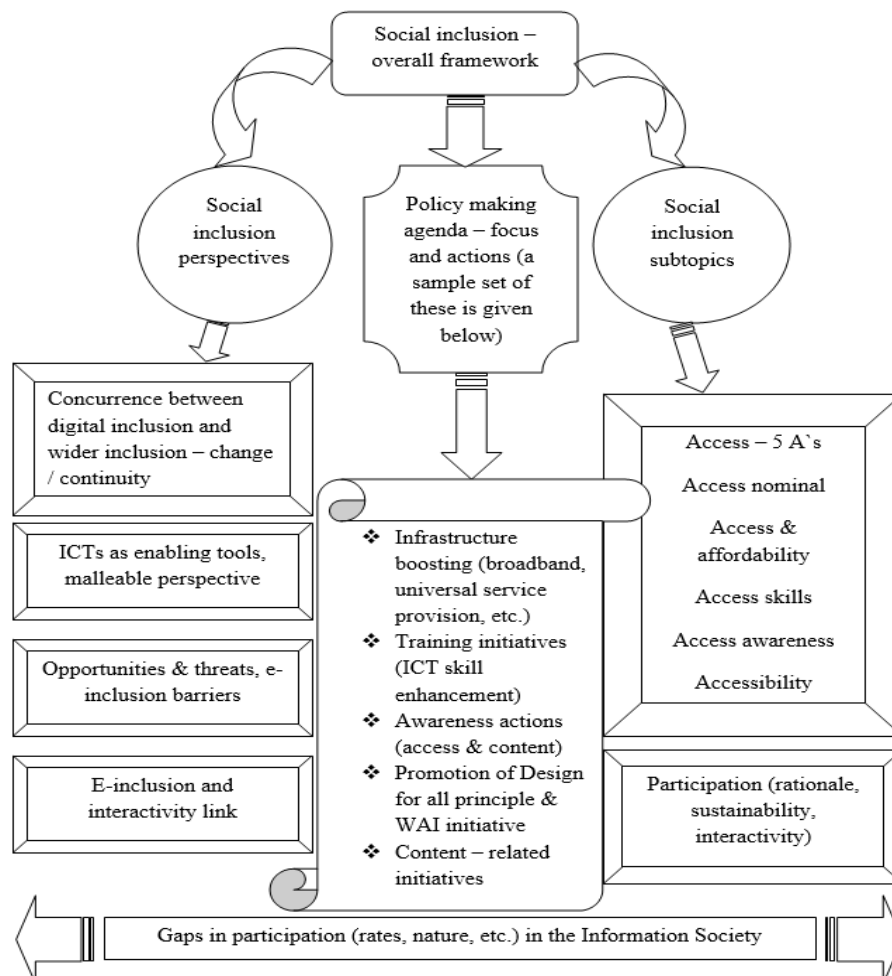 Social inclusion –
overall framework
Social
inclusion
perspectives
Policy making
agenda – focus
and actions (a
sample set of
these is given
below)
Social
inclusion
subtopics
Concurrence between
digital inclusion and
wider inclusion – change
/ continuity
ICTs as enabling tools,
malleable perspective
Opportunities & threats, e-
inclusion barriers
E-inclusion and
interactivity link
❖ Infrastructure
boosting (broadband,
universal service
provision, etc.)
❖ Training initiatives
(ICT skill
enhancement)
❖ Awareness actions
(access & content)
❖ Promotion of Design
for all principle &
WAI initiative
❖ Content – related
initiatives
Access – 5 A`s
Access nominal
Access &
affordability
Access skills
Access awareness
Accessibility
Participation (rationale,
sustainability,
interactivity)
Gaps in participation (rates, nature, etc.) in the Information Society